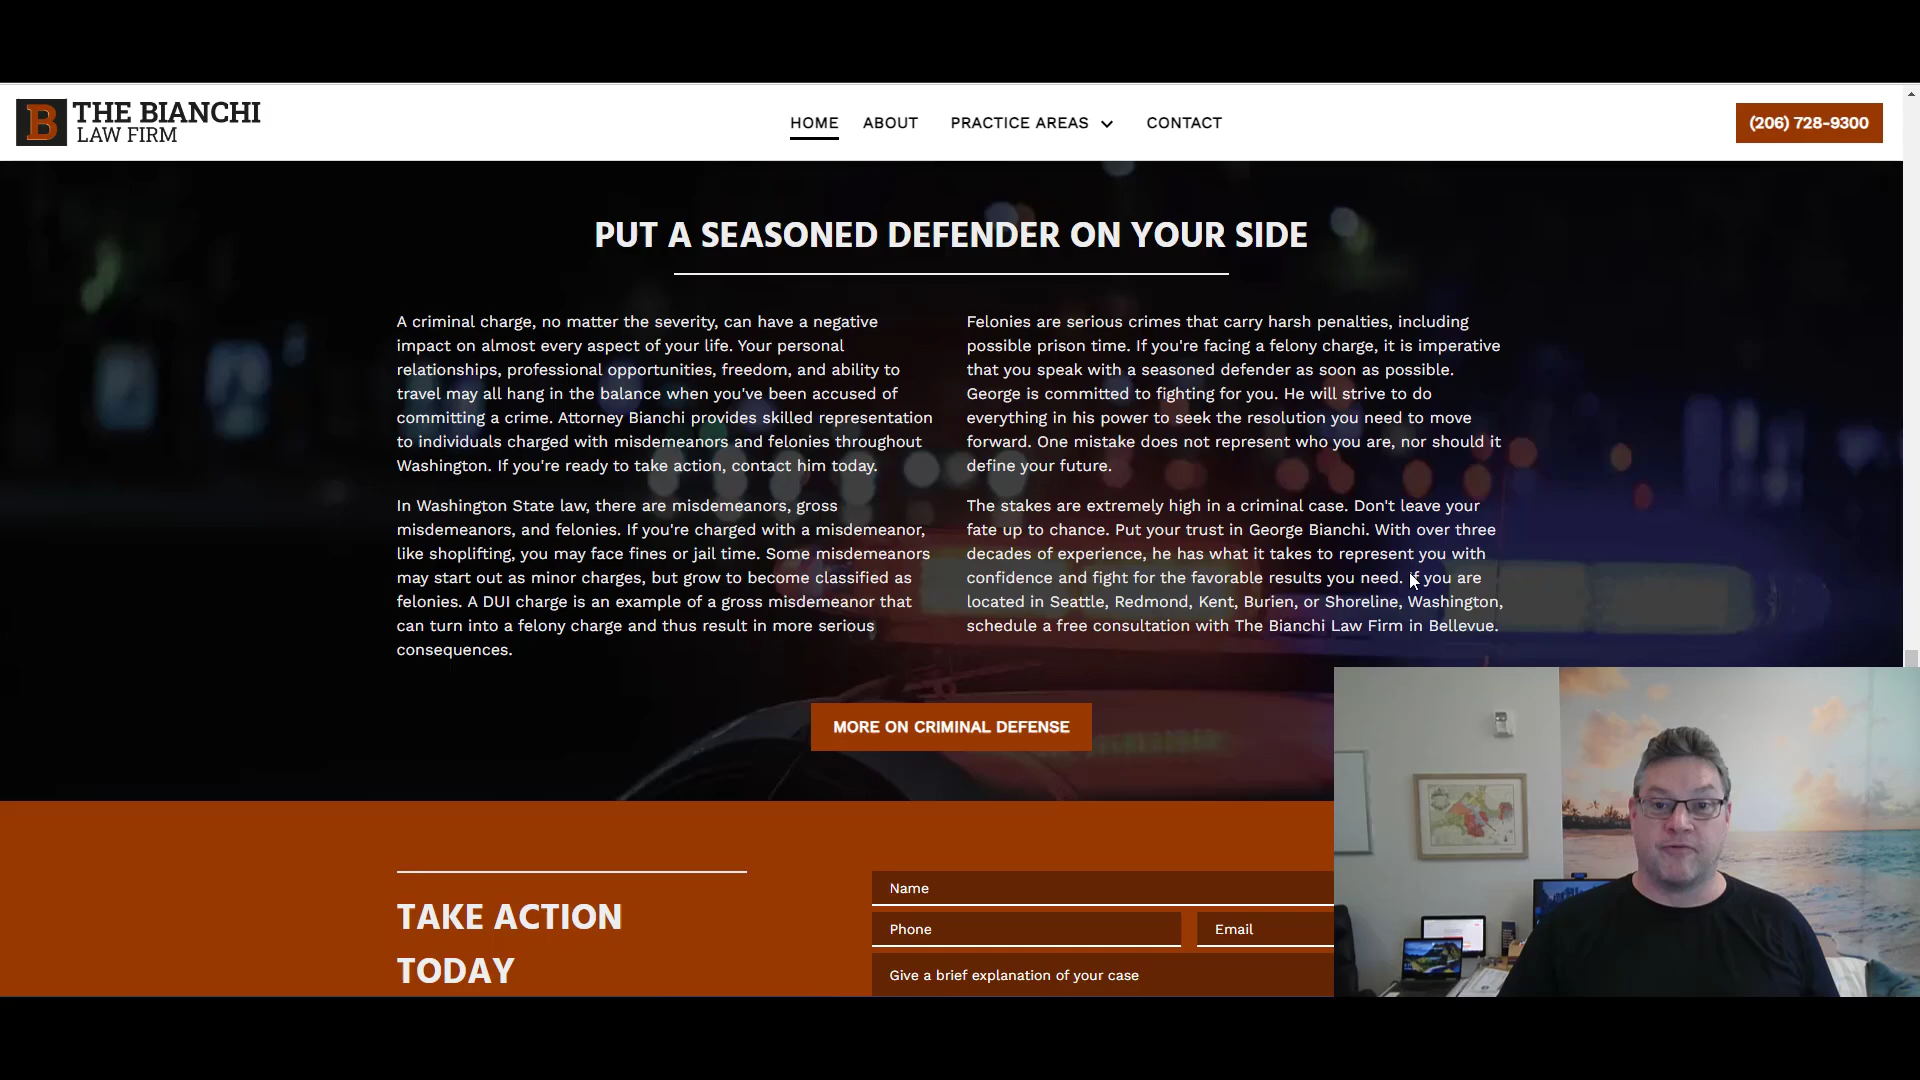 B THE BIANCHI
LAW FIRM
HOME
ABOUT
PRACTICE AREAS
CONTACT
(206) 728-9300
PUT A SEASONED DEFENDER ON YOUR SIDE
A criminal charge, no matter the severity, can have a negative
impact on almost every aspect of your life. Your personal
relationships, professional opportunities, freedom, and ability to
travel may all hang in the balance when you've been accused of
committing a crime. Attorney Bianchi provides skilled representation
to individuals charged with misdemeanors and felonies throughout
Washington. If you're ready to take action, contact him today.
In Washington State law, there are misdemeanors, gross
misdemeanors, and felonies. If you're charged with a misdemeanor,
like shoplifting, you may face fines or jail time. Some misdemeanors
may start out as minor charges, but grow to become classified as
felonies. A DUI charge is an example of a gross misdemeanor that
can turn into a felony charge and thus result in more serious
consequences.
Felonies are serious crimes that carry harsh penalties, including
possible prison time. If you're facing a felony charge, it is imperative
that you speak with a seasoned defender as soon as possible.
George is committed to fighting for you. He will strive to do
everything in his power to seek the resolution you need to move
forward. One mistake does not represent who you are, nor should it
define your future.
The stakes are extremely high in a criminal case. Don't leave your
fate up to chance. Put your trust in George Bianchi. With over three
decades of experience, he has what it takes to represent you with
confidence and fight for the favorable results you need. If you are
located in Seattle, Redmond, Kent, Burien, or Shoreline, Washington,
schedule a free consultation with The Bianchi Law Firm in Bellevue.
MORE ON CRIMINAL DEFENSE
TAKE ACTION
TODAY
Name
Phone
Email
Give a brief explanation of your case